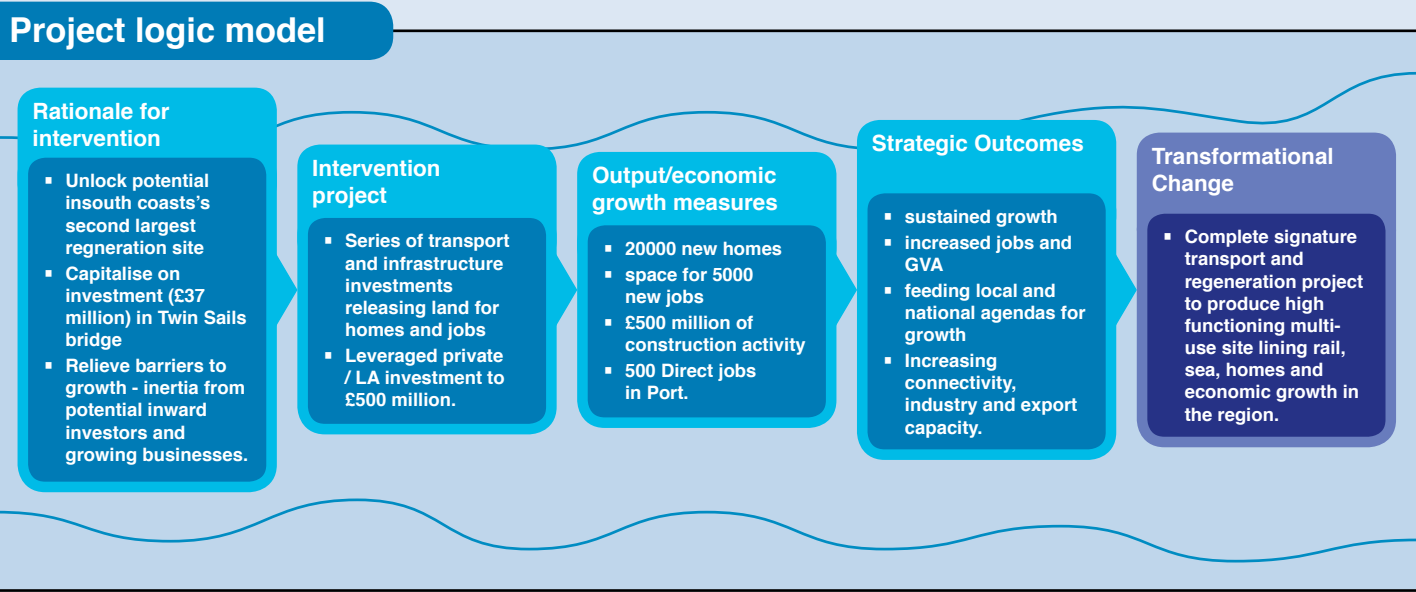 Project logic model
Rationale for
intervention
▪ Unlock potential
insouth coasts's
second largest
regneration site
▪ Capitalise on
investment (£37
million) in Twin Sails
bridge
▪ Relieve barriers to
growth - inertia from
potential inward
investors and
growing businesses.
Intervention
project
▪ Series of transport
and infrastructure
investments
releasing land for
homes and jobs
▪ Leveraged private
/ LA investment to
£500 million.
Output/economic
growth measures
▪ 20000 new homes
▪ space for 5000
new jobs
▪ £500 million of
construction activity
▪ 500 Direct jobs
in Port.
Strategic Outcomes
▪ sustained growth
▪ increased jobs and
GVA
▪ feeding local and
national agendas for
growth
▪ Increasing
connectivity,
industry and export
capacity.
Transformational
Change
▪ Complete signature
transport and
regeneration project
to produce high
functioning multi-
use site lining rail,
sea, homes and
economic growth in
the region.